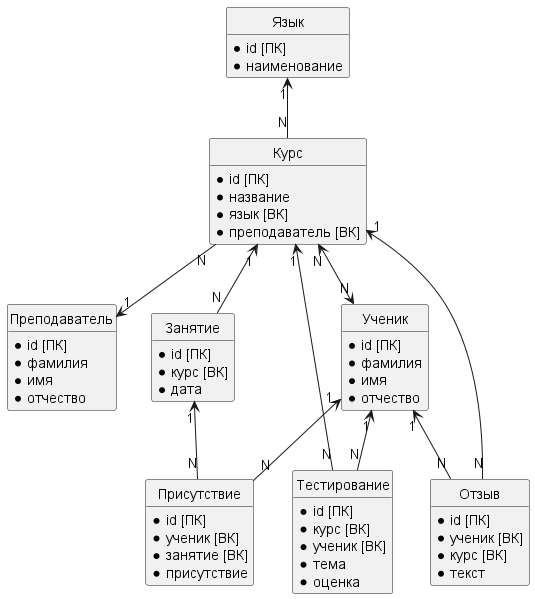 Язык
id [ПК]
наименование
1
N
Курс
id [ПК]
название
язык [ВК]
преподаватель [ВК]
N
1
1
N
1
1
N
N
Преподаватель
id [ПК]
фамилия
имя
отчество
Занятие
id [ПК]
курс [ВК]
дата
Ученик
id [ПК]
фамилия
имя
отчество
1
1
1
1
N
N
N
N
N
N
Присутствие
id [ПК]
ученик [ВК]
занятие [ВК]
присутствие
Тестирование
id [ПК]
курс [ВК]
ученик [ВК]
тема
оценка
Отзыв
id [ПК]
ученик [ВК]
курс [ВК]
текст